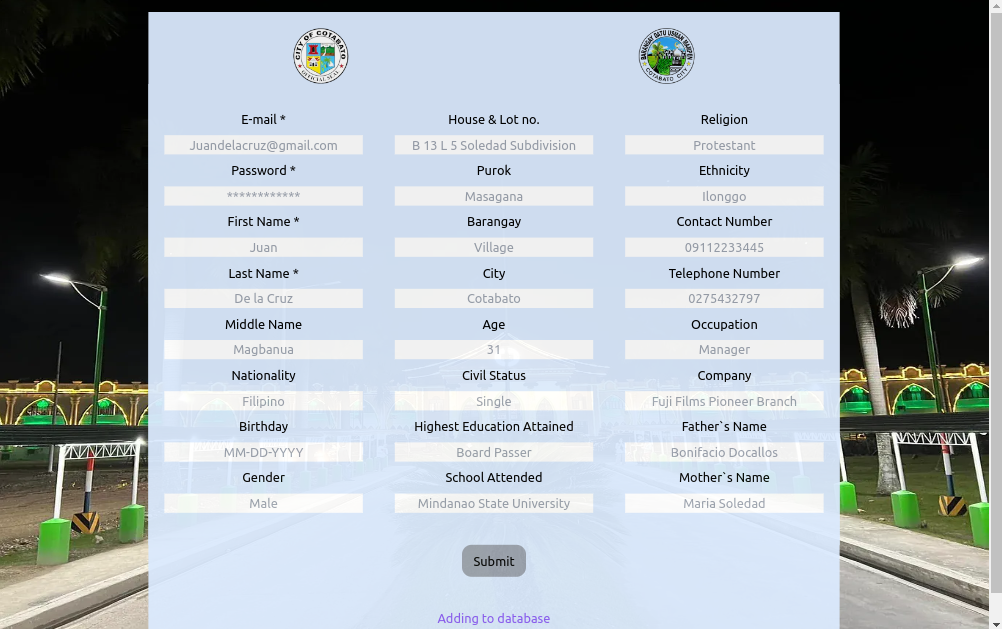 CITY OF COTABATO
OFFICIAL SEAL
COTABATO CITY
E-mail *
House & Lot no.
Religion
Juandelacruz@gmail.com
B 13 L 5 Soledad Subdivision
Protestant
Password *
Purok
Ethnicity
************
Masagana
Ilonggo
First Name *
Barangay
Contact Number
Juan
Village
09112233445
Last Name *
City
Telephone Number
De la Cruz
Cotabato
0275432797
Middle Name
Age
Occupation
Magbanua
31
Manager
Nationality
Civil Status
Company
Filipino
Single
Fuji Films Pioneer Branch
Birthday
Highest Education Attained
Father`s Name
MM-DD-YYYY
Board Passer
Bonifacio Docallos
Gender
School Attended
Mother`s Name
Male
Mindanao State University
Maria Soledad
Submit
Adding to database